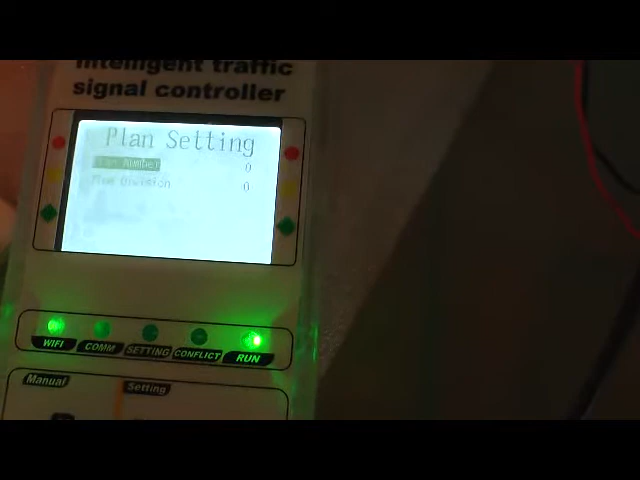 intelligent traffic
signal controller
Plan Setting
Plan Number 0
Plan Division 0
WIFI COMM SETTING CONFLICT RUN
Manual Setting